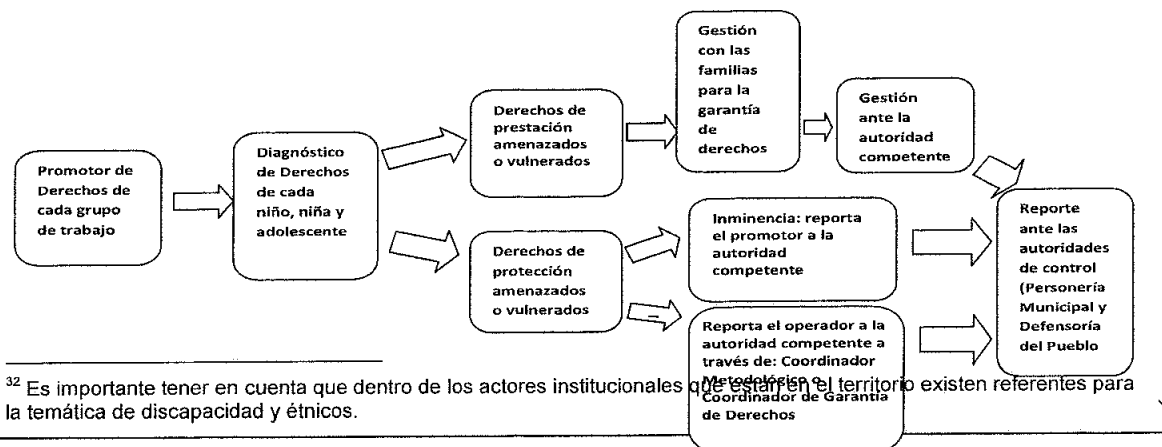 Promotor de
Derechos de
cada grupo
de trabajo
Diagnóstico
de Derechos
de cada
niño, niña y
adolescente
Derechos de
prestación
amenazados
o vulnerados
Gestión
con las
familias
para la
garantía
de
derechos
Gestión
ante la
autoridad
competente
Derechos de
protección
amenazados
o vulnerados
Inminencia: reporta
el promotor a la
autoridad
competente
Reporta el operador a la
autoridad competente a
través de: Coordinador
Metodológico o
Coordinador de Garantía
de Derechos
Reporte
ante las
autoridades
de control
(Personería
Municipal y
Defensoría
del Pueblo
32 Es importante tener en cuenta que dentro de los actores institucionales que están en el territorio existen referentes para
la temática de discapacidad y étnicos.